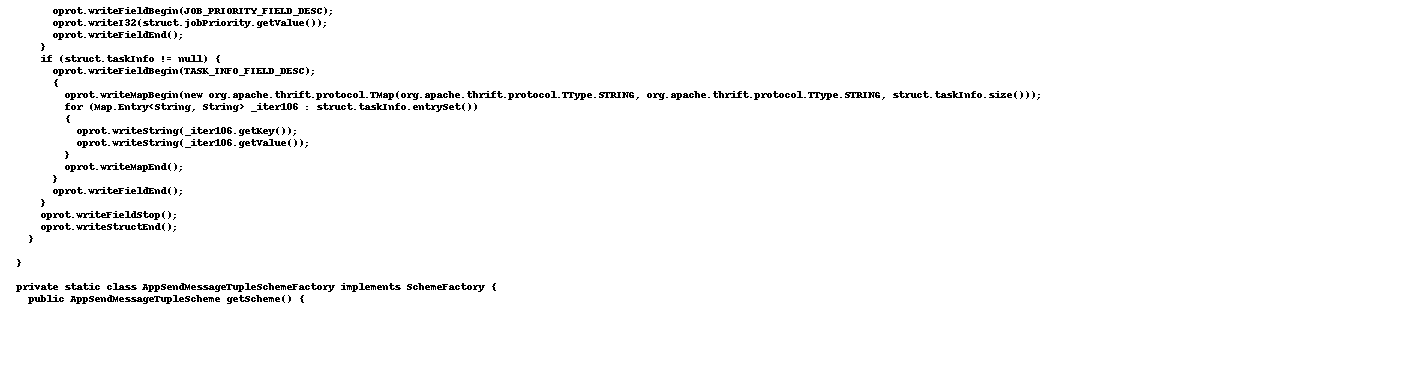 oprot.writeFieldBegin(JOB_PRIORITY_FIELD_DESC);
oprot.writeI32(struct.jobPriority.getValue());
oprot.writeFieldEnd();
}
if (struct.taskInfo != null) {
oprot.writeFieldBegin(TASK_INFO_FIELD_DESC);
{
oprot.writeMapBegin(new org.apache.thrift.protocol.TMap(org.apache.thrift.protocol.TType.STRING, org.apache.thrift.protocol.TType.STRING, struct.taskInfo.size()));
for (Map.Entry<String, String> _iter106 : struct.taskInfo.entrySet())
{
oprot.writeString(_iter106.getKey());
oprot.writeString(_iter106.getValue());
}
oprot.writeMapEnd();
}
oprot.writeFieldEnd();
}
oprot.writeFieldStop();
oprot.writeStructEnd();
}
}
private static class AppSendMessageTupleSchemeFactory implements SchemeFactory {
public AppSendMessageTupleScheme getScheme() {